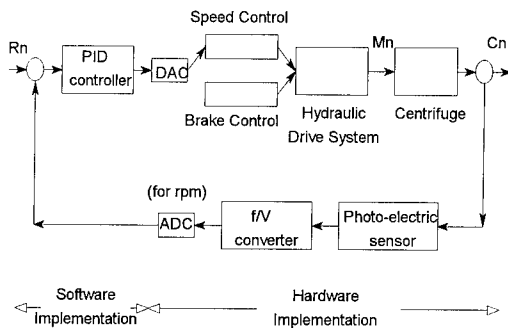 Speed Control
Rn
PID
controller
DAC
Mn
Cn
Brake Control
Hydraulic
Drive System
Centrifuge
(for rpm)
ADC
f/V
converter
Photo-electric
sensor
Software
Implementation
Hardware
Implementation